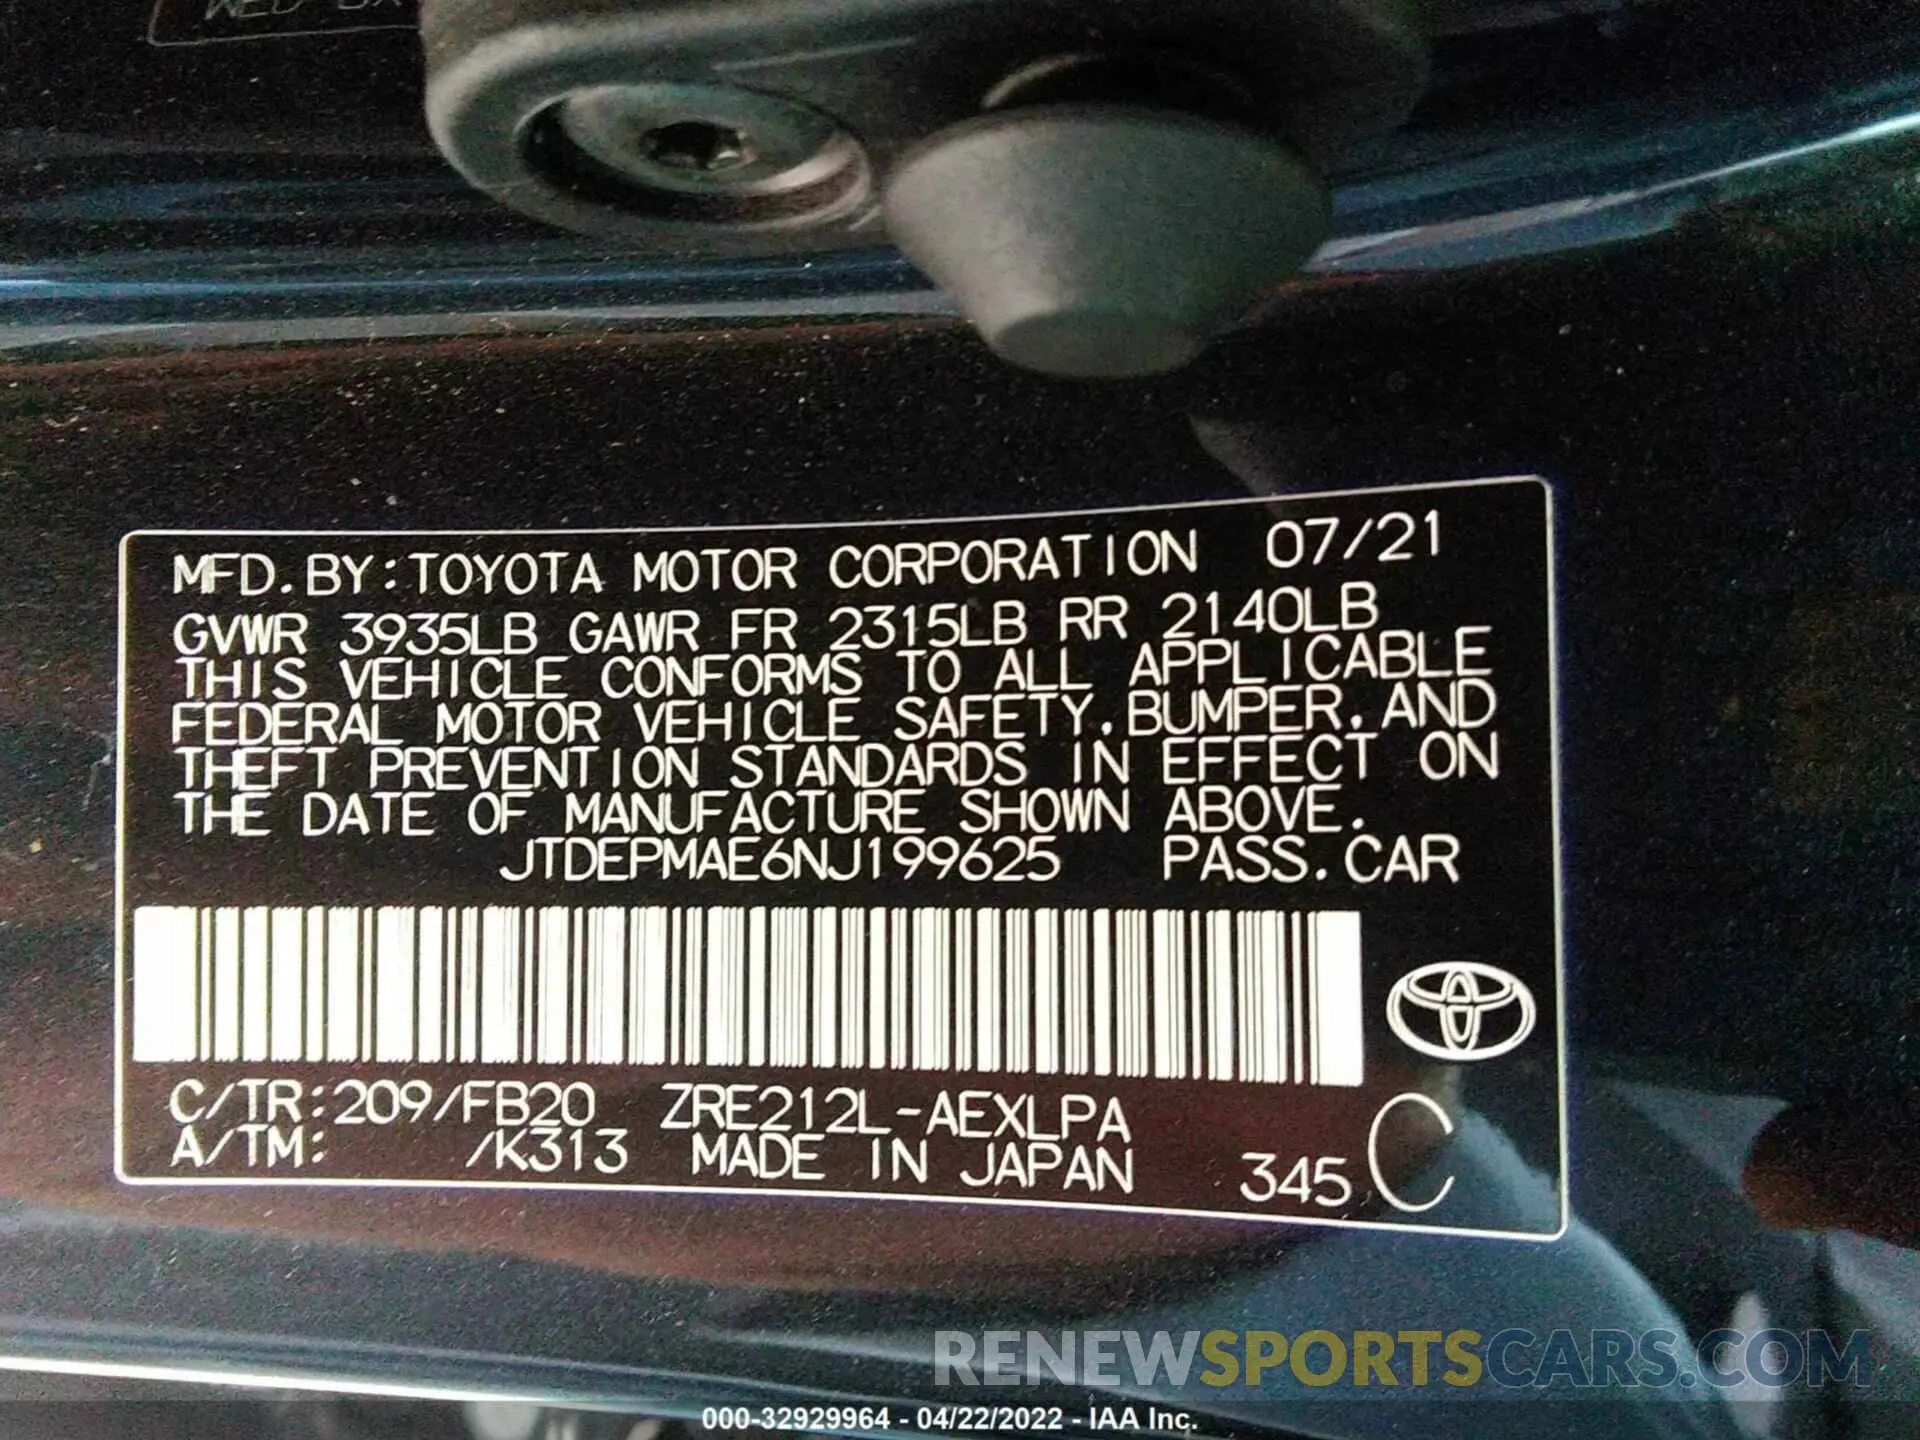 MFD.BY:TOYOTA MOTOR CORPORATION 07/21
GVWR 3935LB GAWR FR 2315LB RR 2140LB
THIS VEHICLE CONFORMS TO ALL APPLICABLE
FEDERAL MOTOR VEHICLE SAFETY,BUMPER,AND
THEFT PREVENTION STANDARDS IN EFFECT ON
THE DATE OF MANUFACTURE SHOWN ABOVE.
JTDEPMAE6NJ199625 PASS.CAR
C/TR:209/FB20 ZRE212L-AEXLPA
A/TM: /K313 MADE IN JAPAN 345 C
RENEWSPORTSCARS.COM
000-32929964 - 04/22/2022 - IAA Inc.